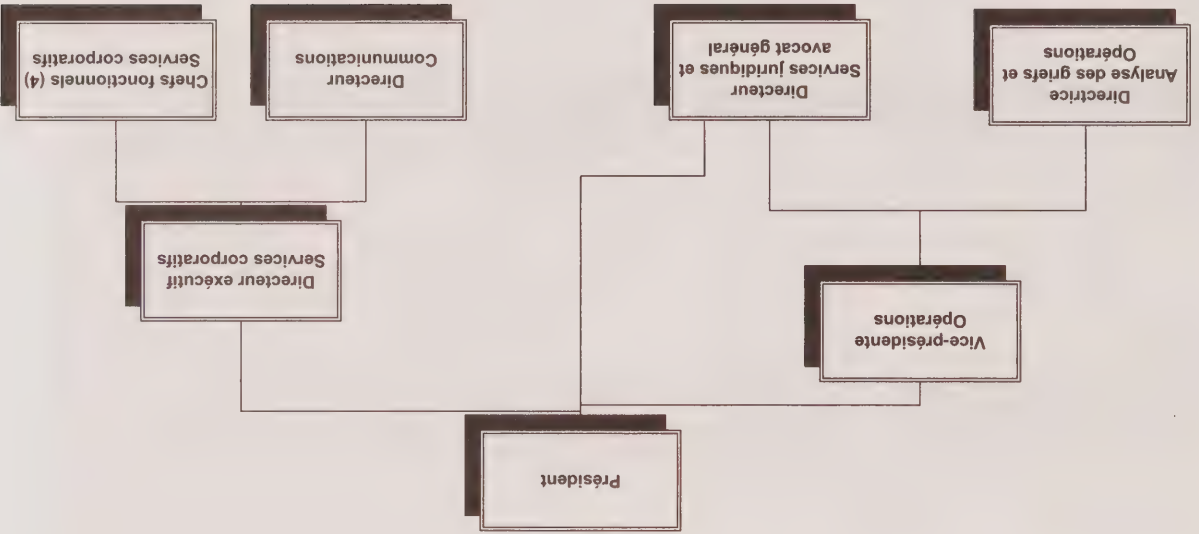 Président
Vice-présidente
Opérations
Directeur exécutif
Services corporatifs
Directrice
Analyse des griefs et
Opérations
Directeur
Services juridiques et
avocat général
Directeur
Communications
Chefs fonctionnels (4)
Services corporatifs